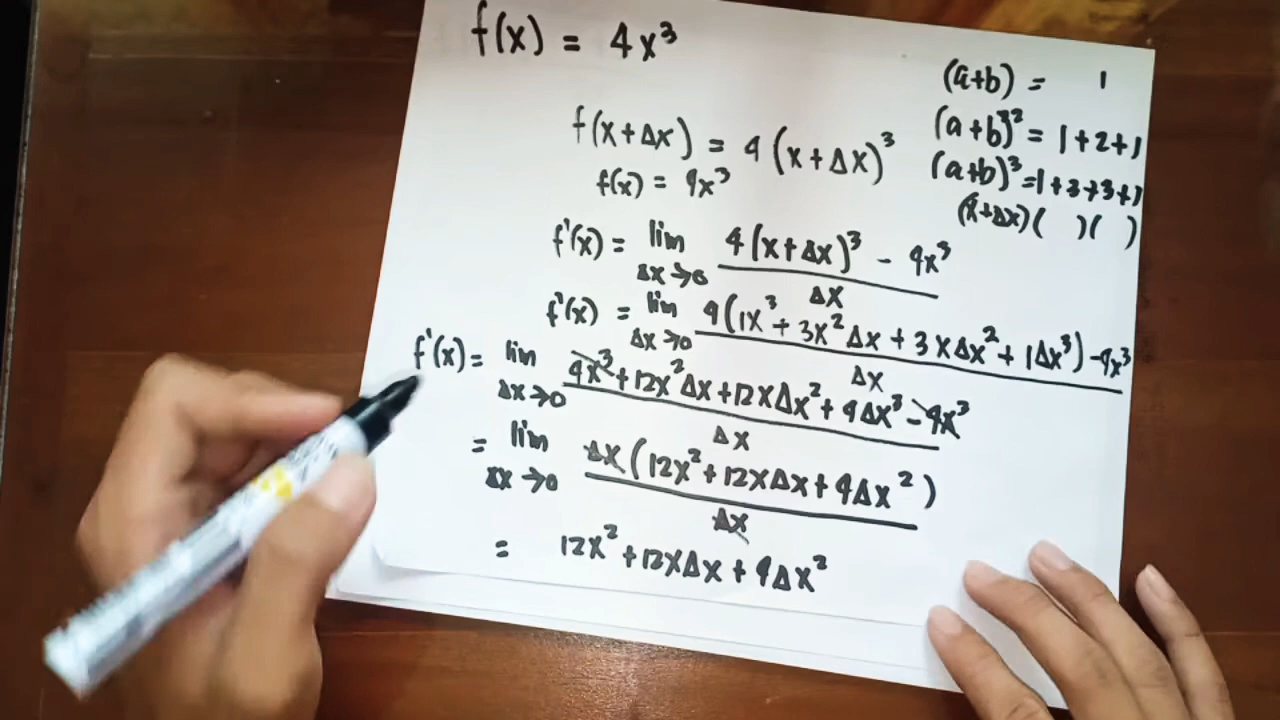 f(x) = 4x³
(a+b) = 1
(a+b)² = 1+2+1
(a+b)³ = 1+3+3+1
(x+Δx)( )( )
f(x+Δx) = 4(x+Δx)³
f(x) = 4x³
f'(x) = lim Δx→0 4(x+Δx)³ - 4x³ / Δx
f'(x) = lim Δx→0 4(1x³ + 3x²Δx + 3xΔx² + 1Δx³) - 4x³ / Δx
f'(x) = lim Δx→0 4x³ + 12x²Δx + 12xΔx² + 4Δx³ - 4x³ / Δx
= lim Δx→0 Δx(12x² + 12xΔx + 4Δx²) / Δx
= 12x² + 12xΔx + 4Δx²